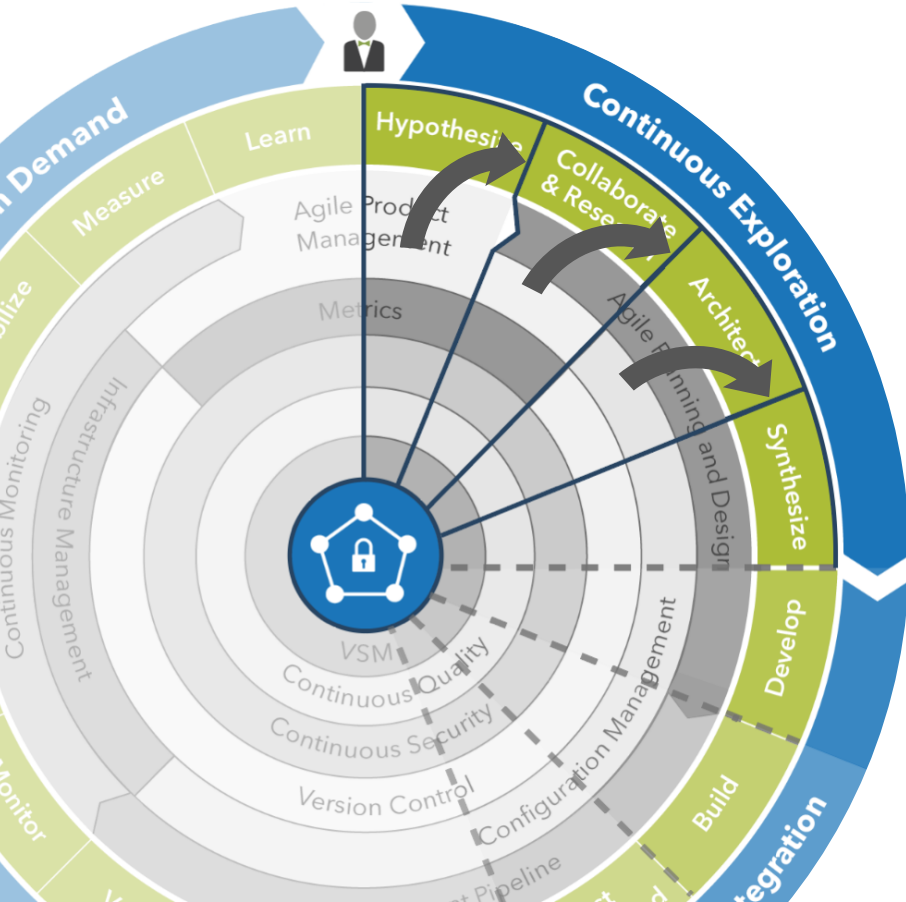 Continuous Exploration
Hypothesize
Collaborate
& Research
Architect
Synthesize
Develop
Build
Learn
Measure
Demand
Agile Product
Management
Metrics
Agile Planning and Design
Infrastructure Management
Continuous Monitoring
Monitor
VSM
Continuous Quality
Continuous Security
Version Control
Configuration Management
Pipeline